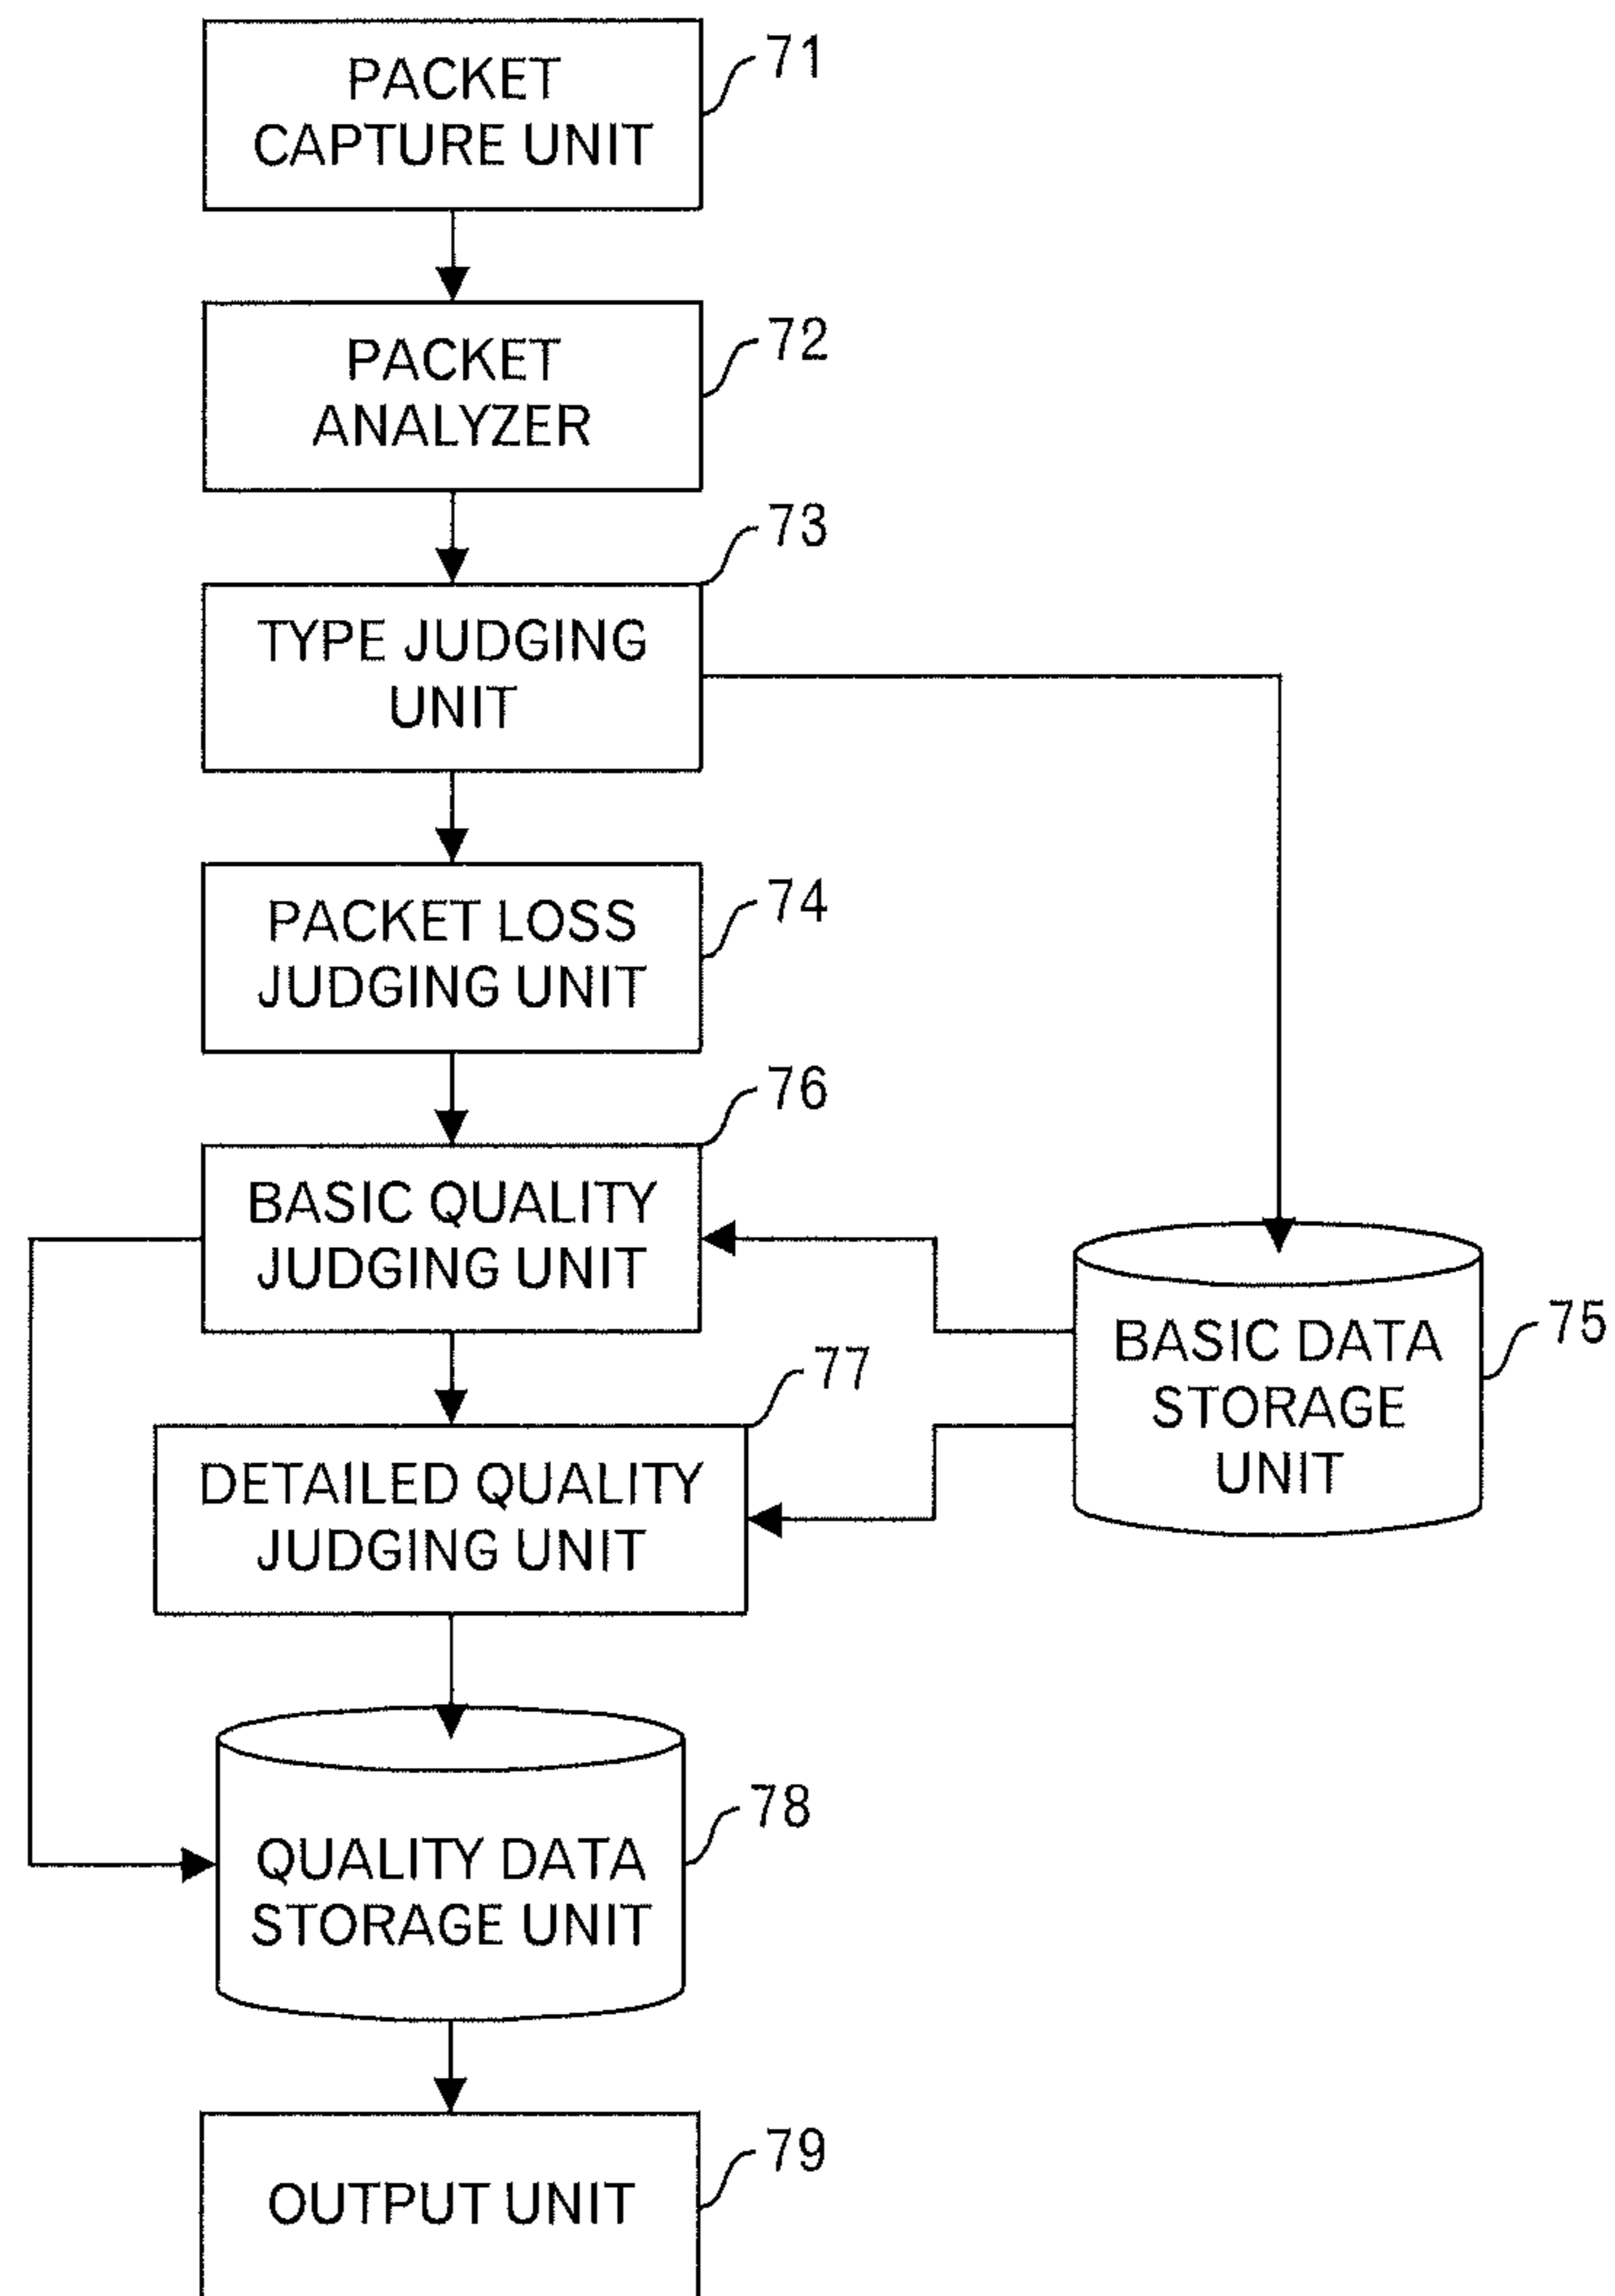 PACKET
CAPTURE UNIT
71
PACKET
ANALYZER
72
73
TYPE JUDGING
UNIT
PACKET LOSS
JUDGING UNIT
74
76
BASIC QUALITY
JUDGING UNIT
BASIC DATA
STORAGE
UNIT
75
77
DETAILED QUALITY
JUDGING UNIT
QUALITY DATA
STORAGE UNIT
78
OUTPUT UNIT
79